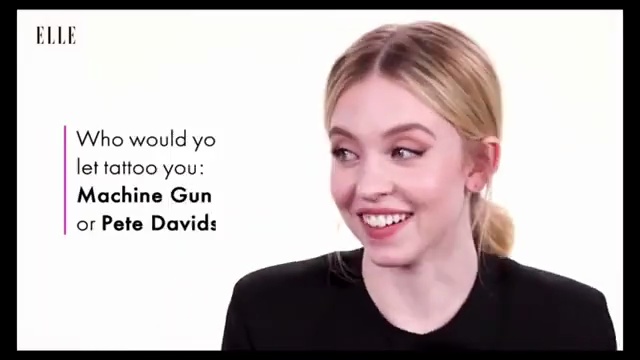 ELLE
Who would yo
let tattoo you:
Machine Gun
or Pete Davids